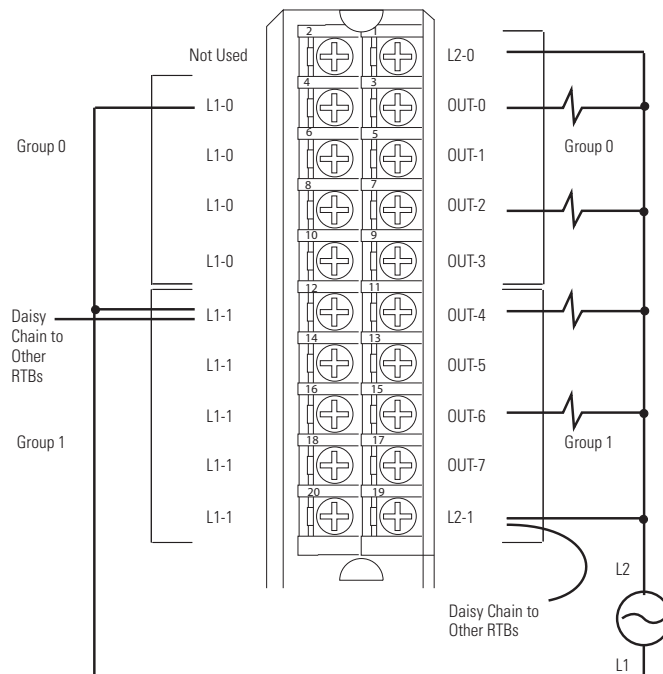 2 1
Not Used L2-0
4 3
L1-0 OUT-0
Group 0 Group 0
6 5
L1-0 OUT-1
8 7
L1-0 OUT-2
10 9
L1-0 OUT-3
12 11
L1-1 OUT-4
Daisy
Chain to
Other
RTBs
14 13
L1-1 OUT-5
16 15
L1-1 OUT-6
Group 1 Group 1
18 17
L1-1 OUT-7
20 19
L1-1 L2-1
L2
Daisy Chain to
Other RTBs
L1